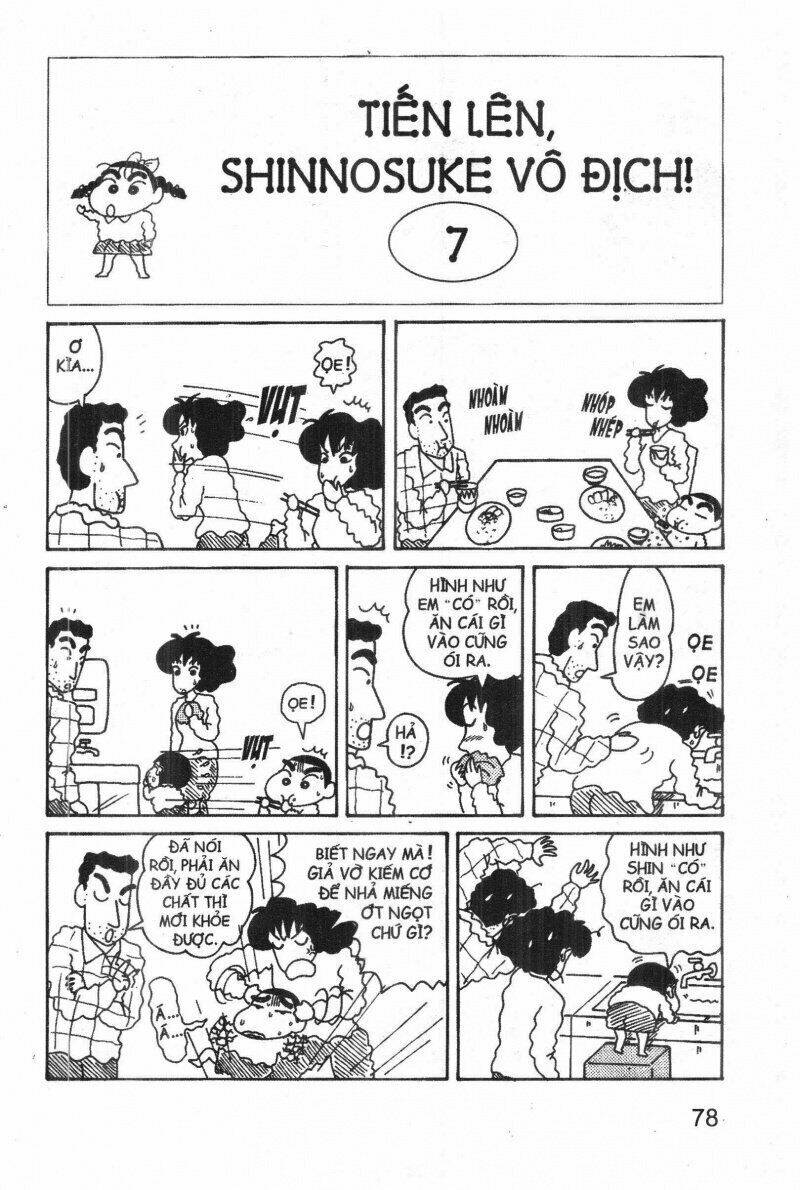 TIẾN LÊN,
SHINNOSUKE VÔ ĐỊCH!
7
NHOÀM
NHOÀM
NHÓP
NHÉP
ỌE!
VỤT
Ơ
KÌA...
EM
LÀM
SAO
VẬY?
ỌE
ỌE
HÌNH NHƯ
EM "CÓ" RỒI,
ĂN CÁI GÌ
VÀO CŨNG
ÓI RA.
HẢ
!?
ỌE!
VỤT
HÌNH NHƯ
SHIN "CÓ"
RỒI, ĂN CÁI
GÌ VÀO
CŨNG ÓI RA.
BIẾT NGAY MÀ!
GIẢ VỜ KIẾM CỚ
ĐỂ NHẢ MIẾNG
ỚT NGỌT
CHỨ GÌ?
ĐÃ NÓI
RỒI, PHẢI ĂN
ĐẦY ĐỦ CÁC
CHẤT THÌ
MỚI KHỎE
ĐƯỢC.
Á...
Á...
78